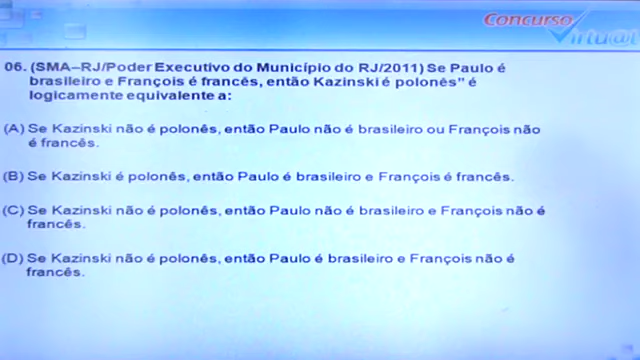 Concurso
Virtual
06. (SMA–RJ/Poder Executivo do Município do RJ/2011) Se Paulo é
brasileiro e François é francês, então Kazinski é polonês" é
logicamente equivalente a:
(A) Se Kazinski não é polonês, então Paulo não é brasileiro ou François não
é francês.
(B) Se Kazinski é polonês, então Paulo é brasileiro e François é francês.
(C) Se Kazinski não é polonês, então Paulo não é brasileiro e François não é
francês.
(D) Se Kazinski não é polonês, então Paulo é brasileiro e François não é
francês.